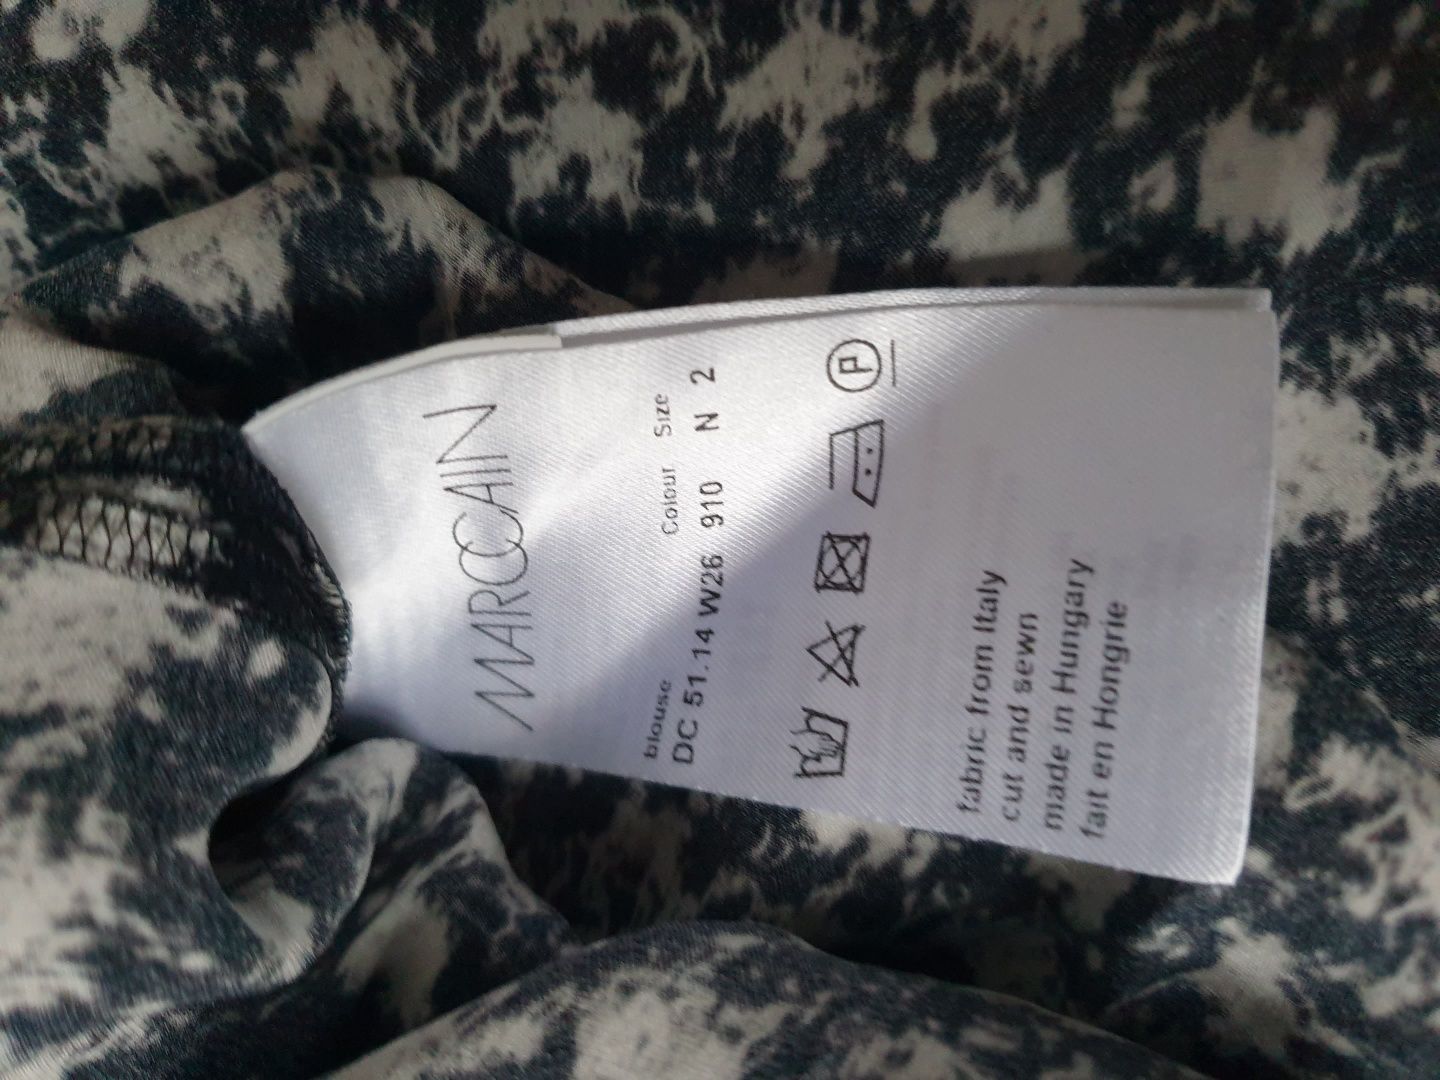 MARCCAIN
blouse Colour Size
DC 51.14 W26 910 N 2
P
fabric from Italy
cut and sewn
made in Hungary
fait en Hongrie